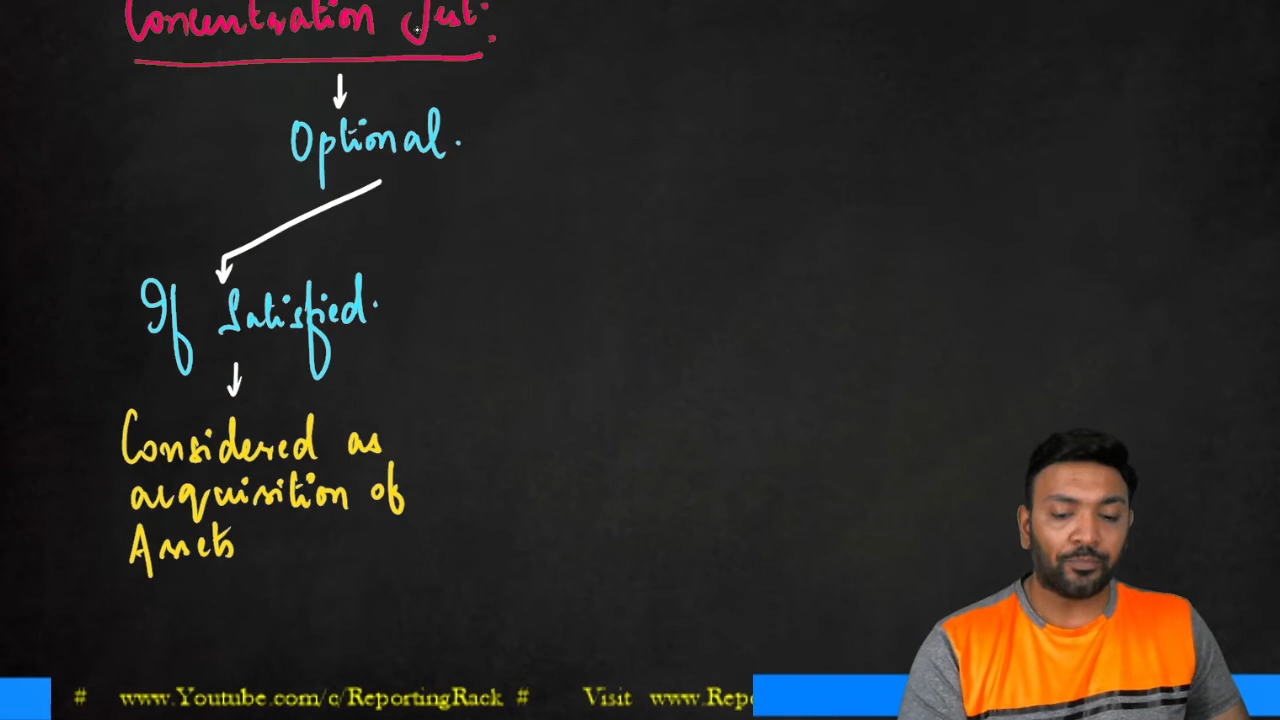 Concentration Test:
Optional.
If Satisfied.
Considered as
acquisition of
Assets
# www.Youtube.com/c/ReportingRack # Visit www.Rep